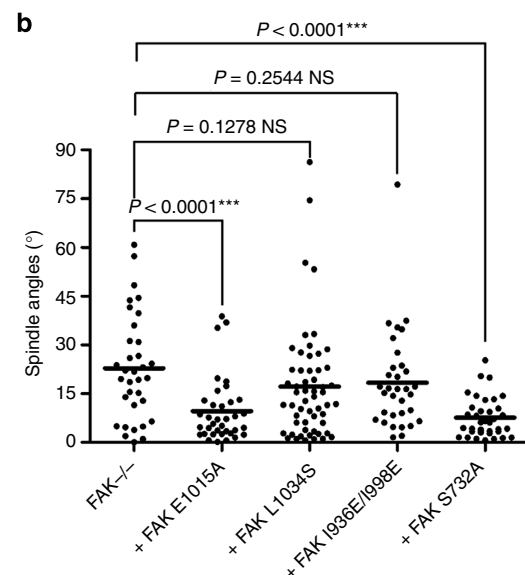 b
P < 0.0001***
P = 0.2544 NS
P = 0.1278 NS
P < 0.0001***
90
75
60
45
30
15
0
Spindle angles (°)
FAK–/–
+ FAK E1015A
+ FAK L1034S
+ FAK I936E/I998E
+ FAK S732A